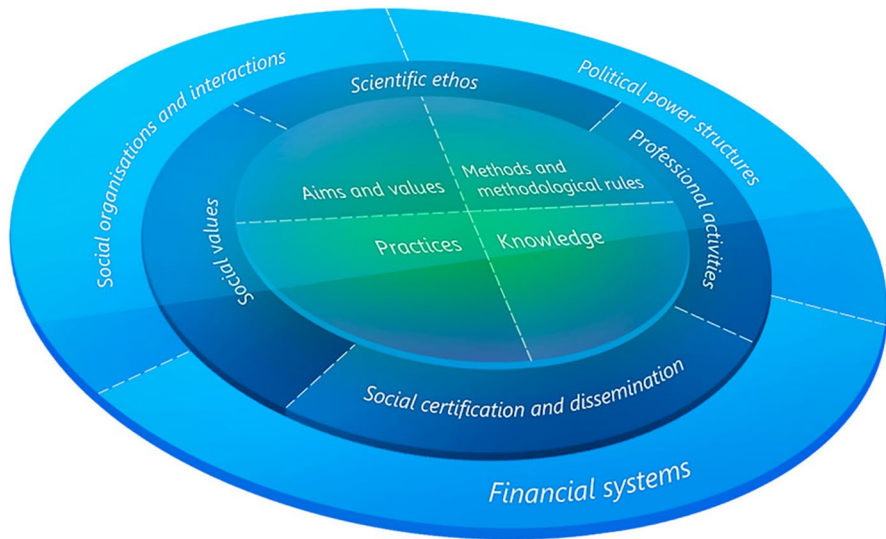 Social organisations and interactions
Political power structures
Financial systems
Scientific ethos
Professional activities
Social certification and dissemination
Social values
Aims and values
Methods and
methodological rules
Practices
Knowledge